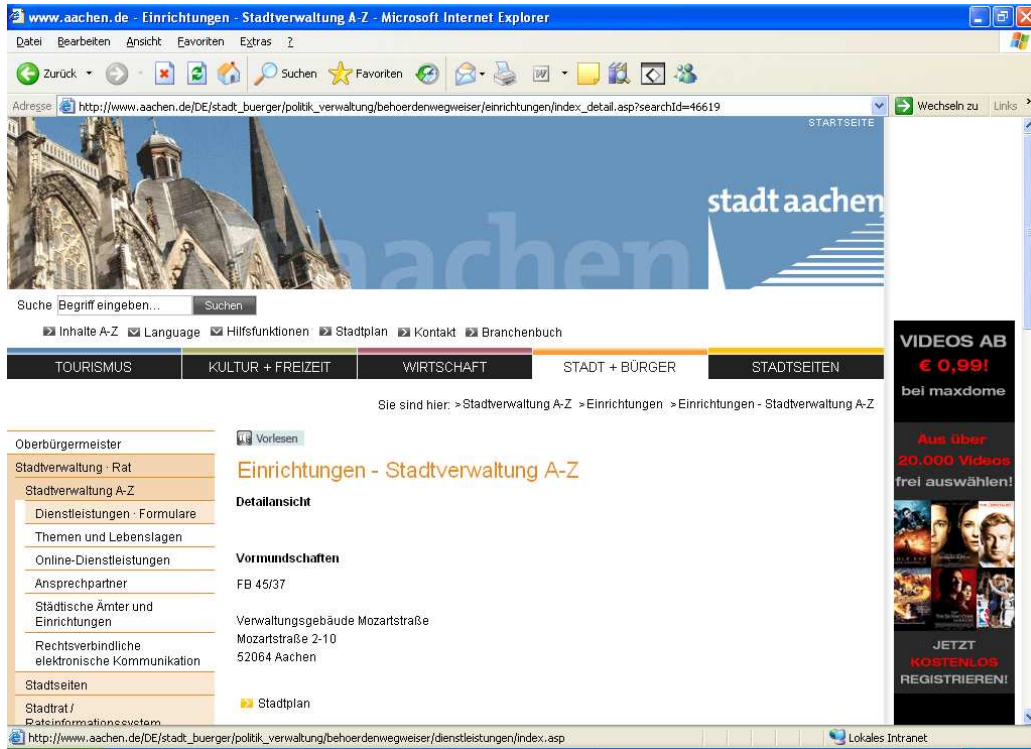 www.aachen.de - Einrichtungen - Stadtverwaltung A-Z - Microsoft Internet Explorer
Datei Bearbeiten Ansicht Favoriten Extras ?
Zurück Suchen Favoriten
Adresse http://www.aachen.de/DE/stadt_buerger/politik_verwaltung/behoerdenwegweiser/einrichtungen/index_detail.asp?searchId=46619 Wechseln zu Links »
STARTSEITE
stadt aachen
aachen
Suche Begriff eingeben... Suchen
Inhalte A-Z Language Hilfsfunktionen Stadtplan Kontakt Branchenbuch
TOURISMUS KULTUR + FREIZEIT WIRTSCHAFT STADT + BÜRGER STADTSEITEN
Sie sind hier: >Stadtverwaltung A-Z >Einrichtungen >Einrichtungen - Stadtverwaltung A-Z
Oberbürgermeister
Stadtverwaltung · Rat
Stadtverwaltung A-Z
Dienstleistungen · Formulare
Themen und Lebenslagen
Online-Dienstleistungen
Ansprechpartner
Städtische Ämter und
Einrichtungen
Rechtsverbindliche
elektronische Kommunikation
Stadtseiten
Stadtrat /
Ratsinformationssystem
Vorlesen
Einrichtungen - Stadtverwaltung A-Z
Detailansicht
Vormundschaften
FB 45/37
Verwaltungsgebäude Mozartstraße
Mozartstraße 2-10
52064 Aachen
Stadtplan
VIDEOS AB
€ 0,99!
bei maxdome
Aus über
20.000 Videos
frei auswählen!
JETZT
KOSTENLOS
REGISTRIEREN!
http://www.aachen.de/DE/stadt_buerger/politik_verwaltung/behoerdenwegweiser/dienstleistungen/index.asp Lokales Intranet